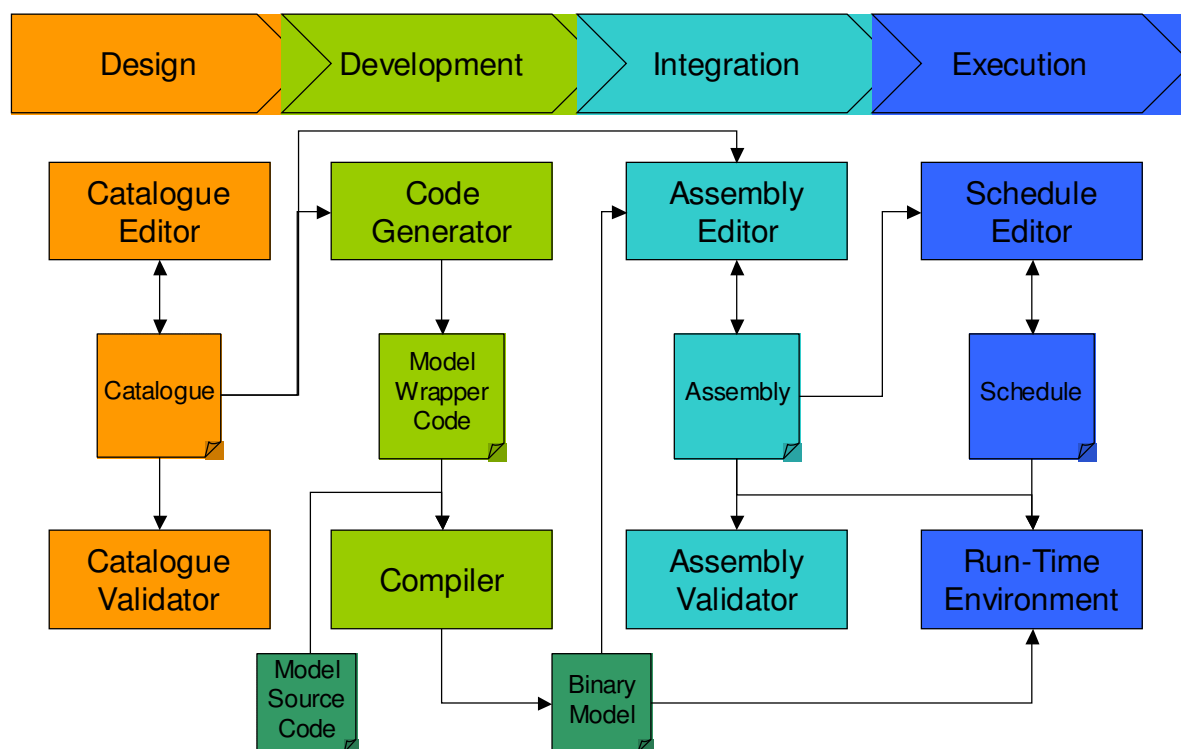 Design
Development
Integration
Execution
Catalogue
Editor
Code
Generator
Assembly
Editor
Schedule
Editor
Catalogue
Model
Wrapper
Code
Assembly
Schedule
Catalogue
Validator
Compiler
Assembly
Validator
Run-Time
Environment
Model
Source
Code
Binary
Model